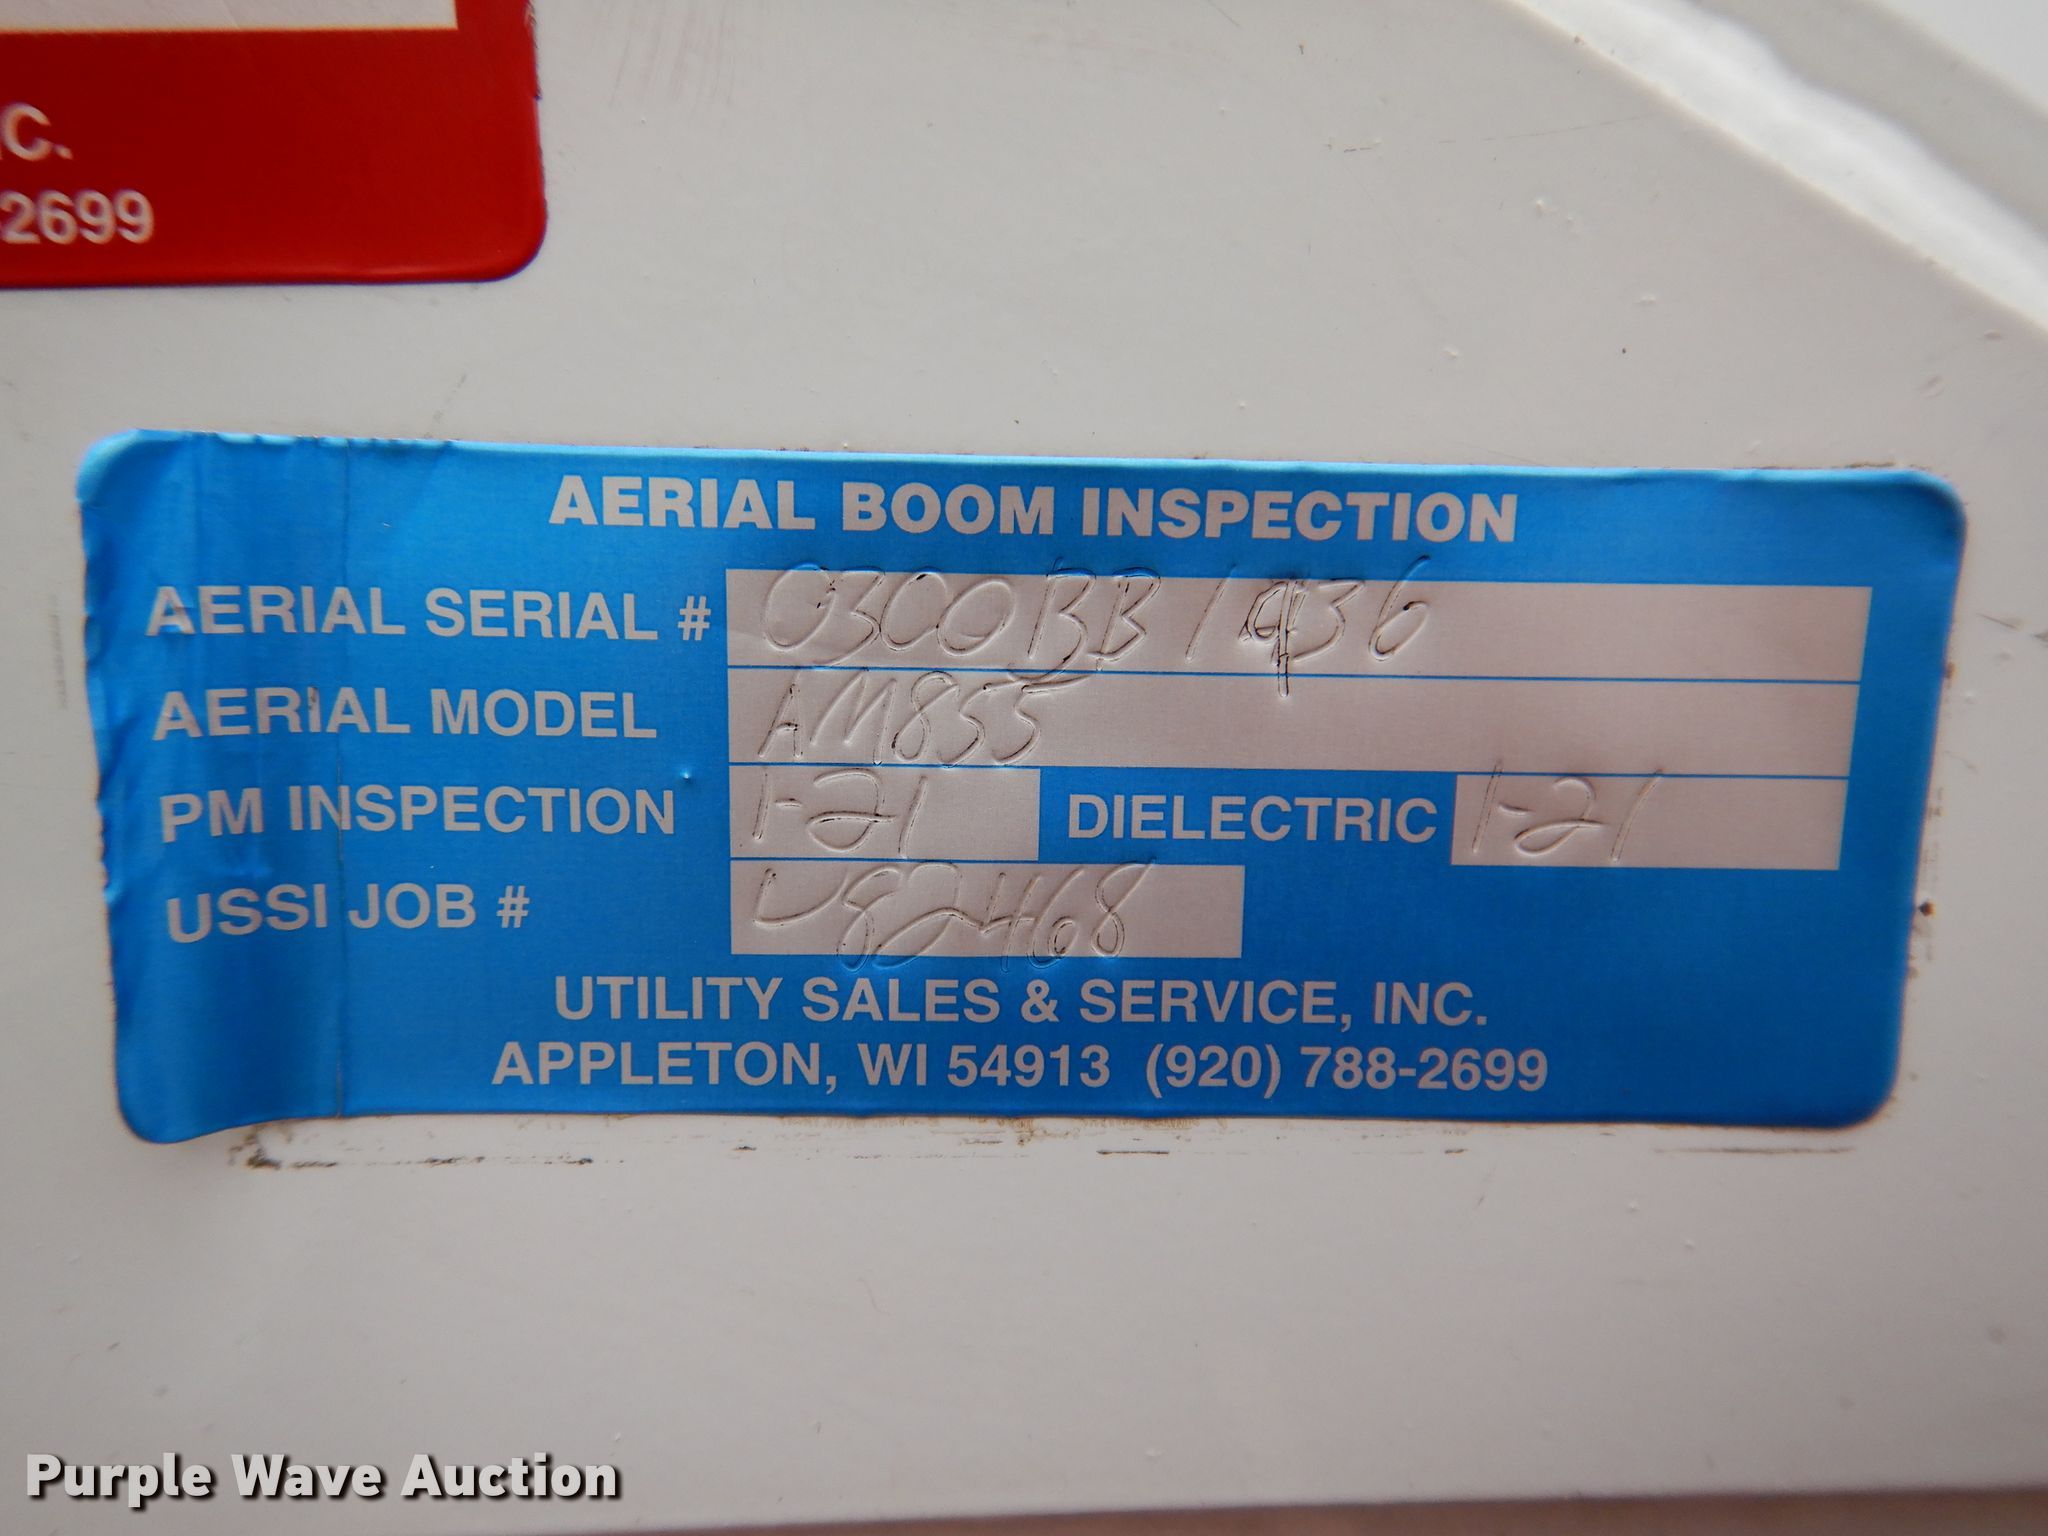 C.
2699
AERIAL BOOM INSPECTION
AERIAL SERIAL #
AERIAL MODEL AM855
PM INSPECTION 1-21 DIELECTRIC 1-21
USSI JOB # U82468
UTILITY SALES & SERVICE, INC.
APPLETON, WI 54913 (920) 788-2699
Purple Wave Auction